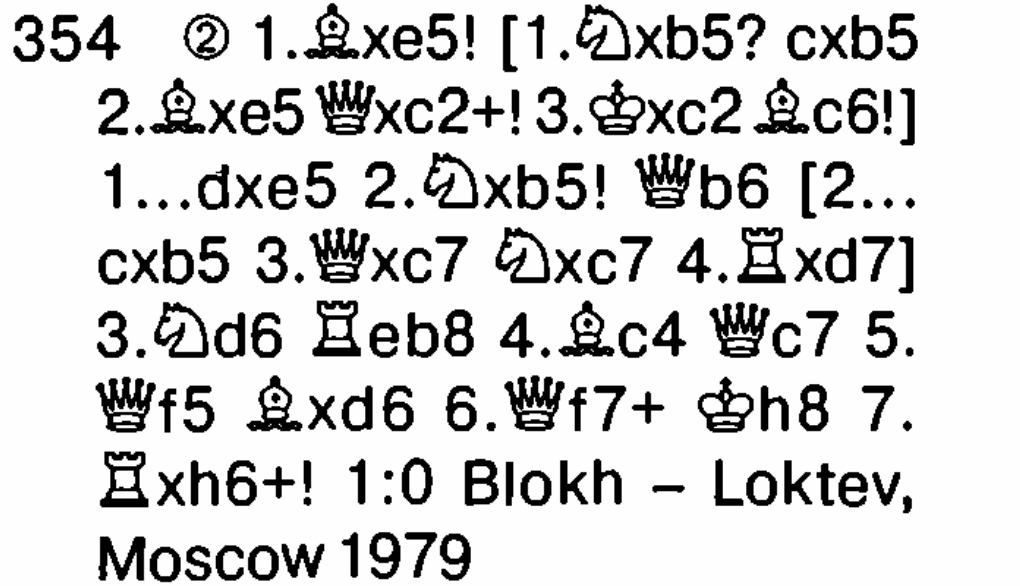 354 ② 1.♗xe5! [1.♘xb5? cxb5
2.♗xe5 ♕xc2+! 3.♔xc2 ♗c6!]
1...dxe5 2.♘xb5! ♕b6 [2...
cxb5 3.♕xc7 ♘xc7 4.♖xd7]
3.♘d6 ♖eb8 4.♗c4 ♕c7 5.
♕f5 ♗xd6 6.♕f7+ ♔h8 7.
♖xh6+! 1:0 Blokh – Loktev,
Moscow 1979